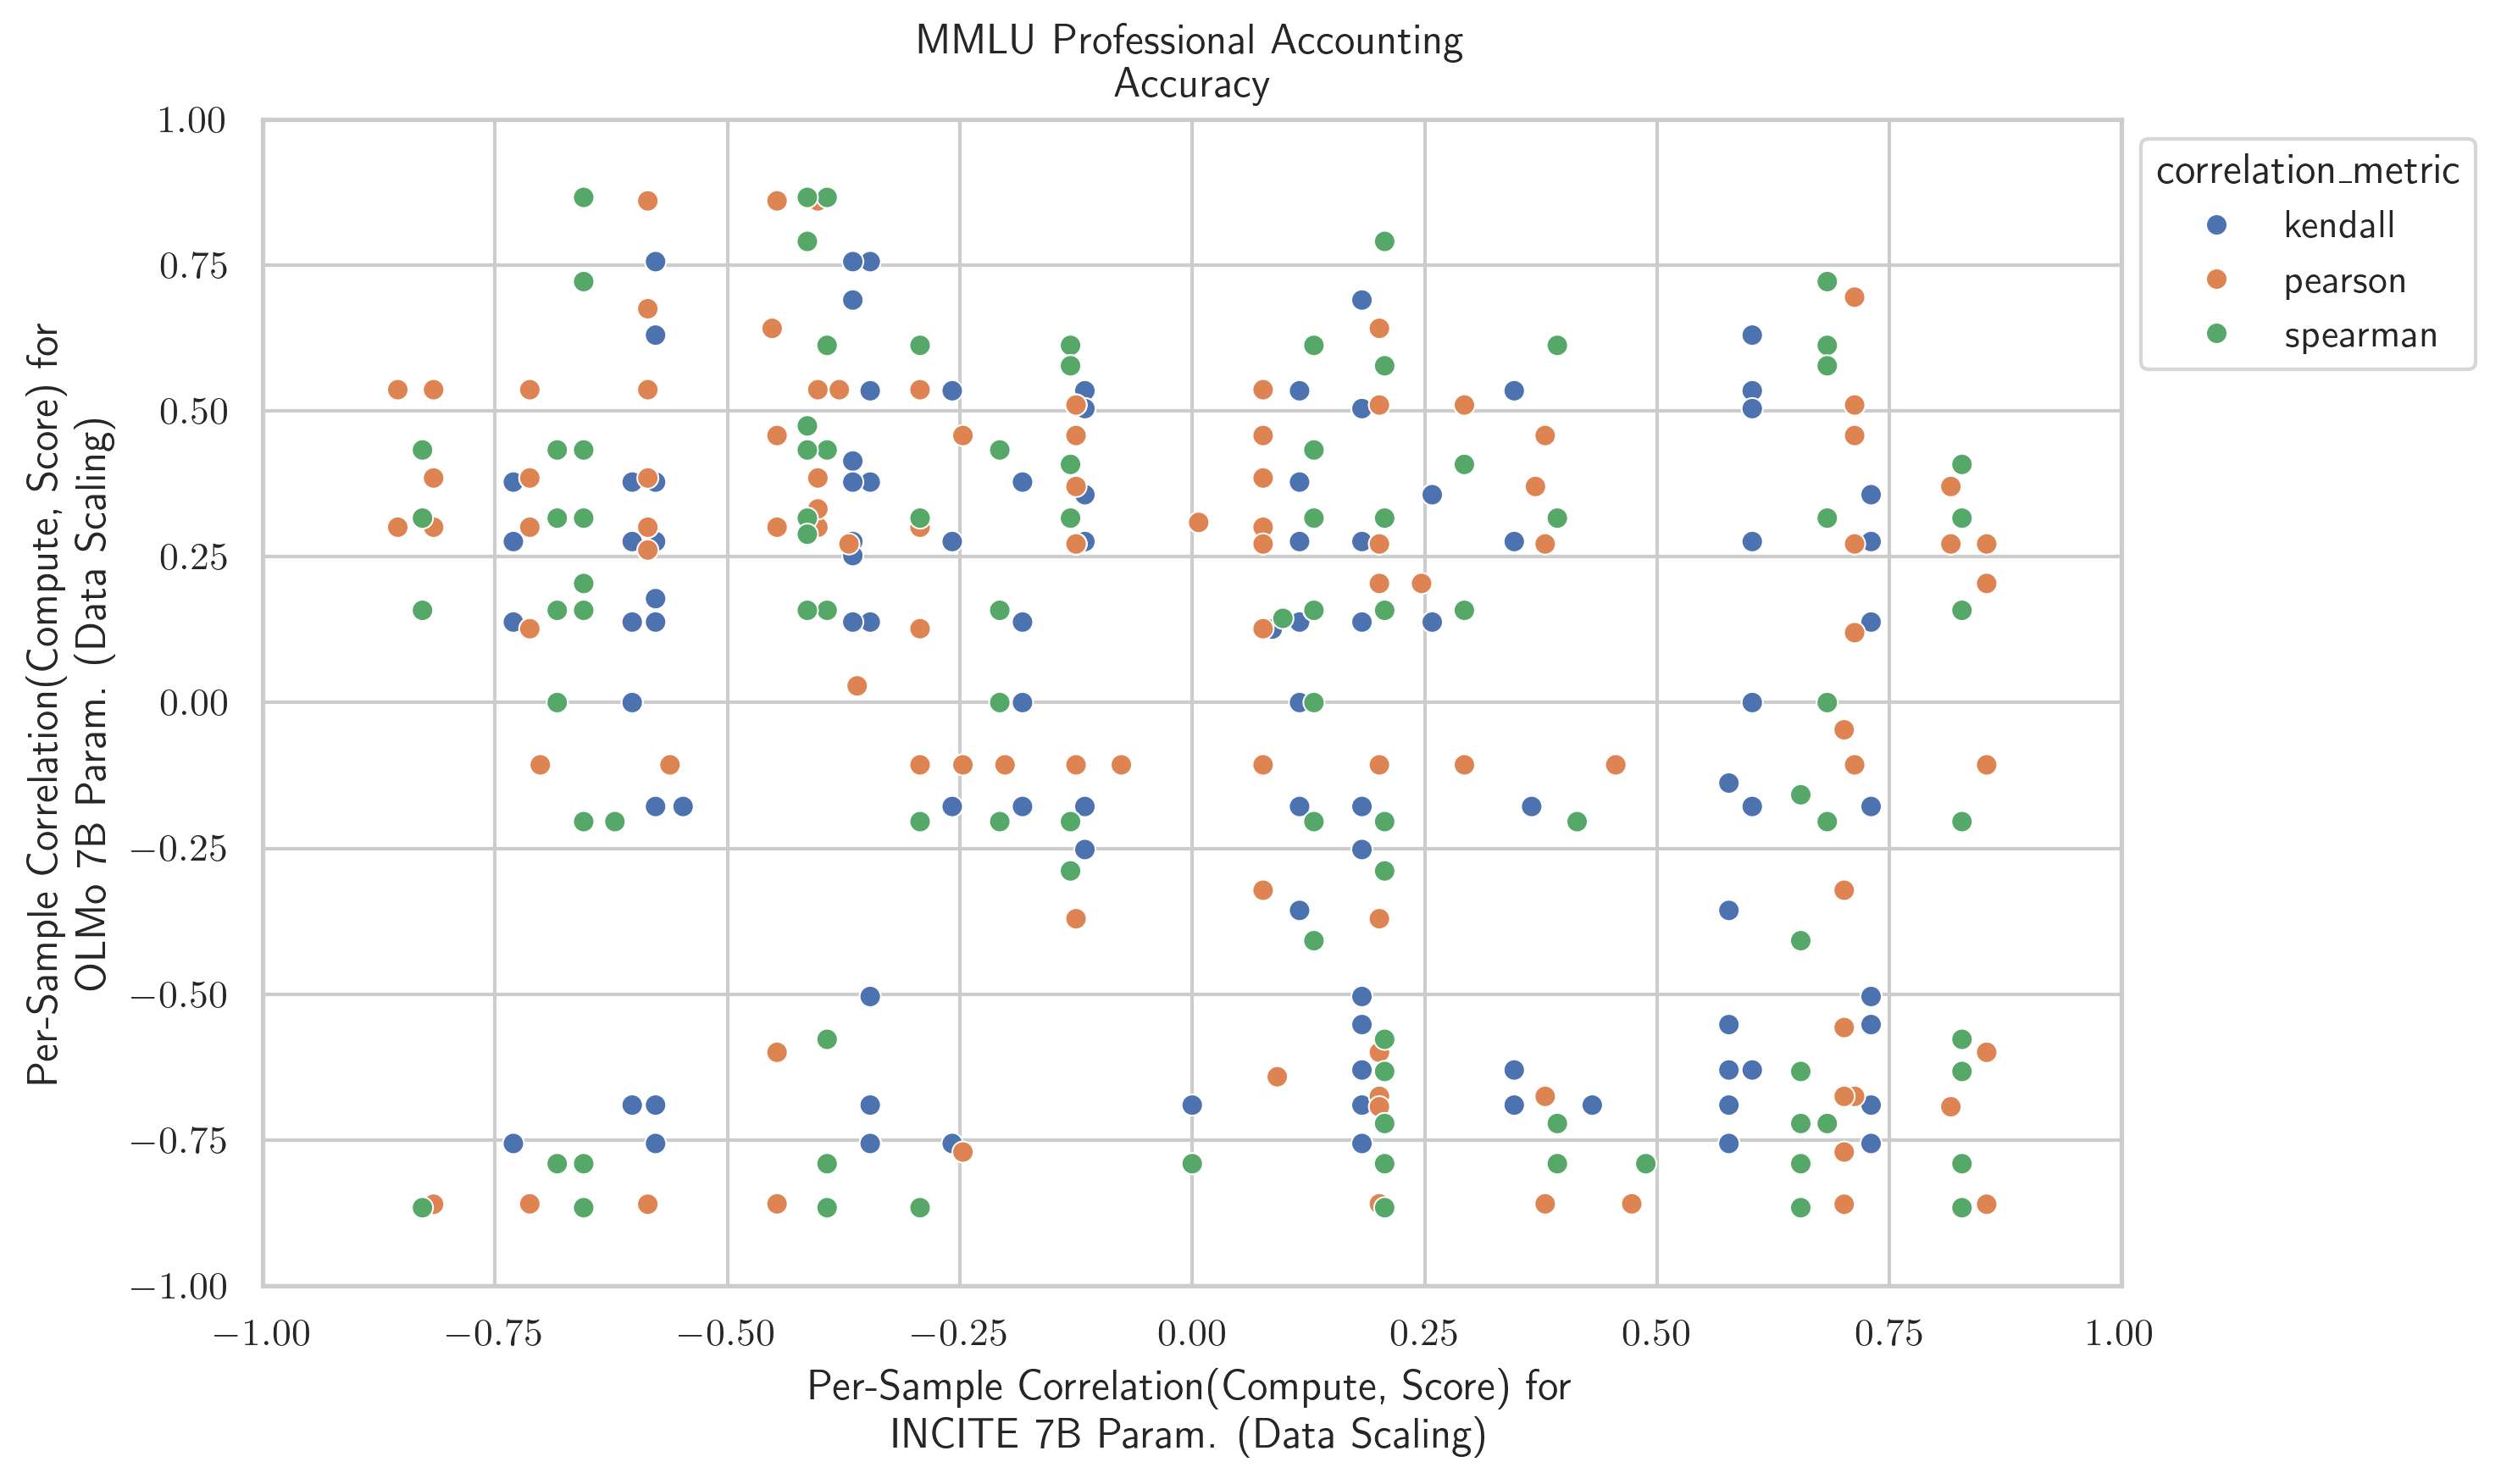 MMLU Professional Accounting
Accuracy
Per-Sample Correlation(Compute, Score) for
OLMo 7B Param. (Data Scaling)
1.00
0.75
0.50
0.25
0.00
−0.25
−0.50
−0.75
−1.00
−1.00
−0.75
−0.50
−0.25
0.00
0.25
0.50
0.75
1.00
Per-Sample Correlation(Compute, Score) for
INCITE 7B Param. (Data Scaling)
correlation_metric
kendall
pearson
spearman